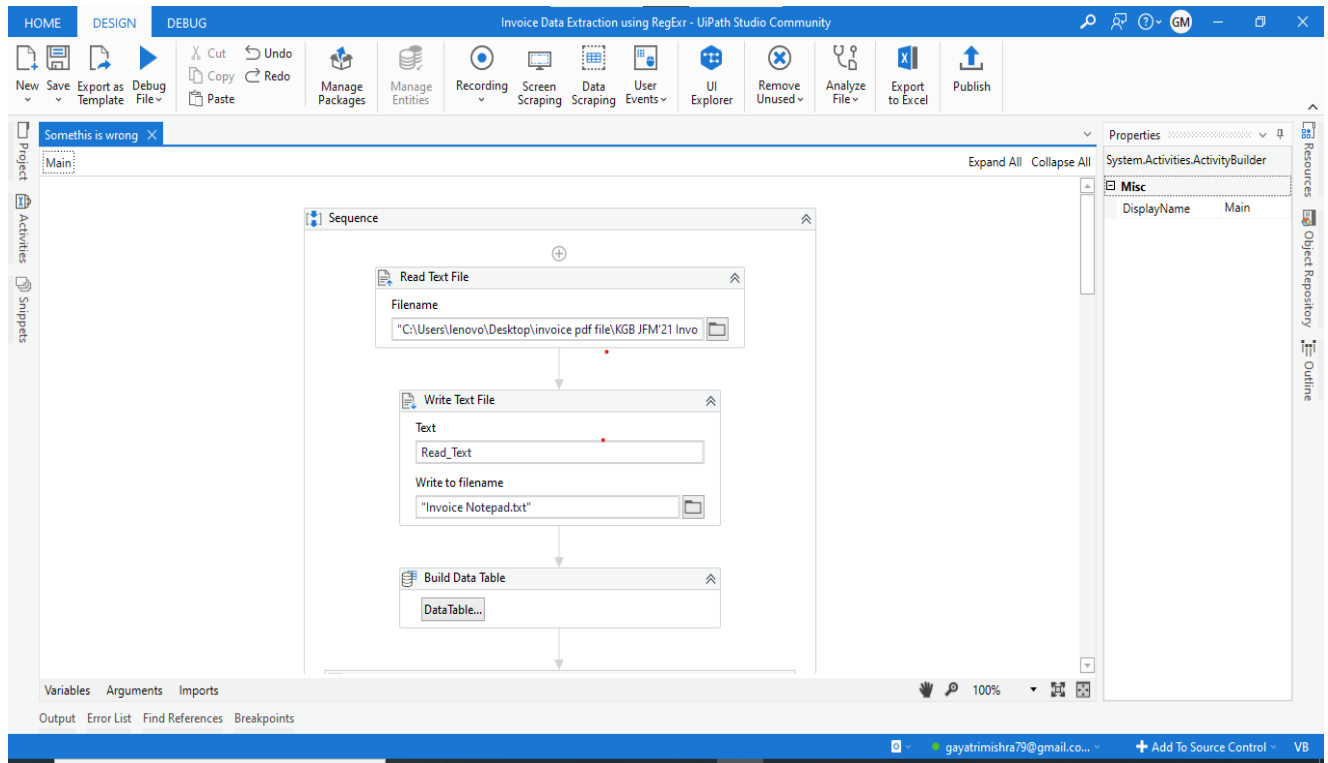 HOME DESIGN DEBUG Invoice Data Extraction using RegExr - UiPath Studio Community GM
New Save Export as Template Debug File Cut Copy Paste Undo Redo Manage Packages Manage Entities Recording Screen Scraping Data Scraping User Events UI Explorer Remove Unused Analyze File Export to Excel Publish
Somethis is wrong
Main Expand All Collapse All
Project
Activities
Snippets
Sequence
Read Text File
Filename
"C:\Users\lenovo\Desktop\invoice pdf file\KGB JFM'21 Invo
Write Text File
Text
Read_Text
Write to filename
"Invoice Notepad.txt"
Build Data Table
DataTable...
Properties
System.Activities.ActivityBuilder
Misc
DisplayName Main
Resources
Object Repository
Outline
Variables Arguments Imports 100%
Output Error List Find References Breakpoints
gayatrimishra79@gmail.co... Add To Source Control VB